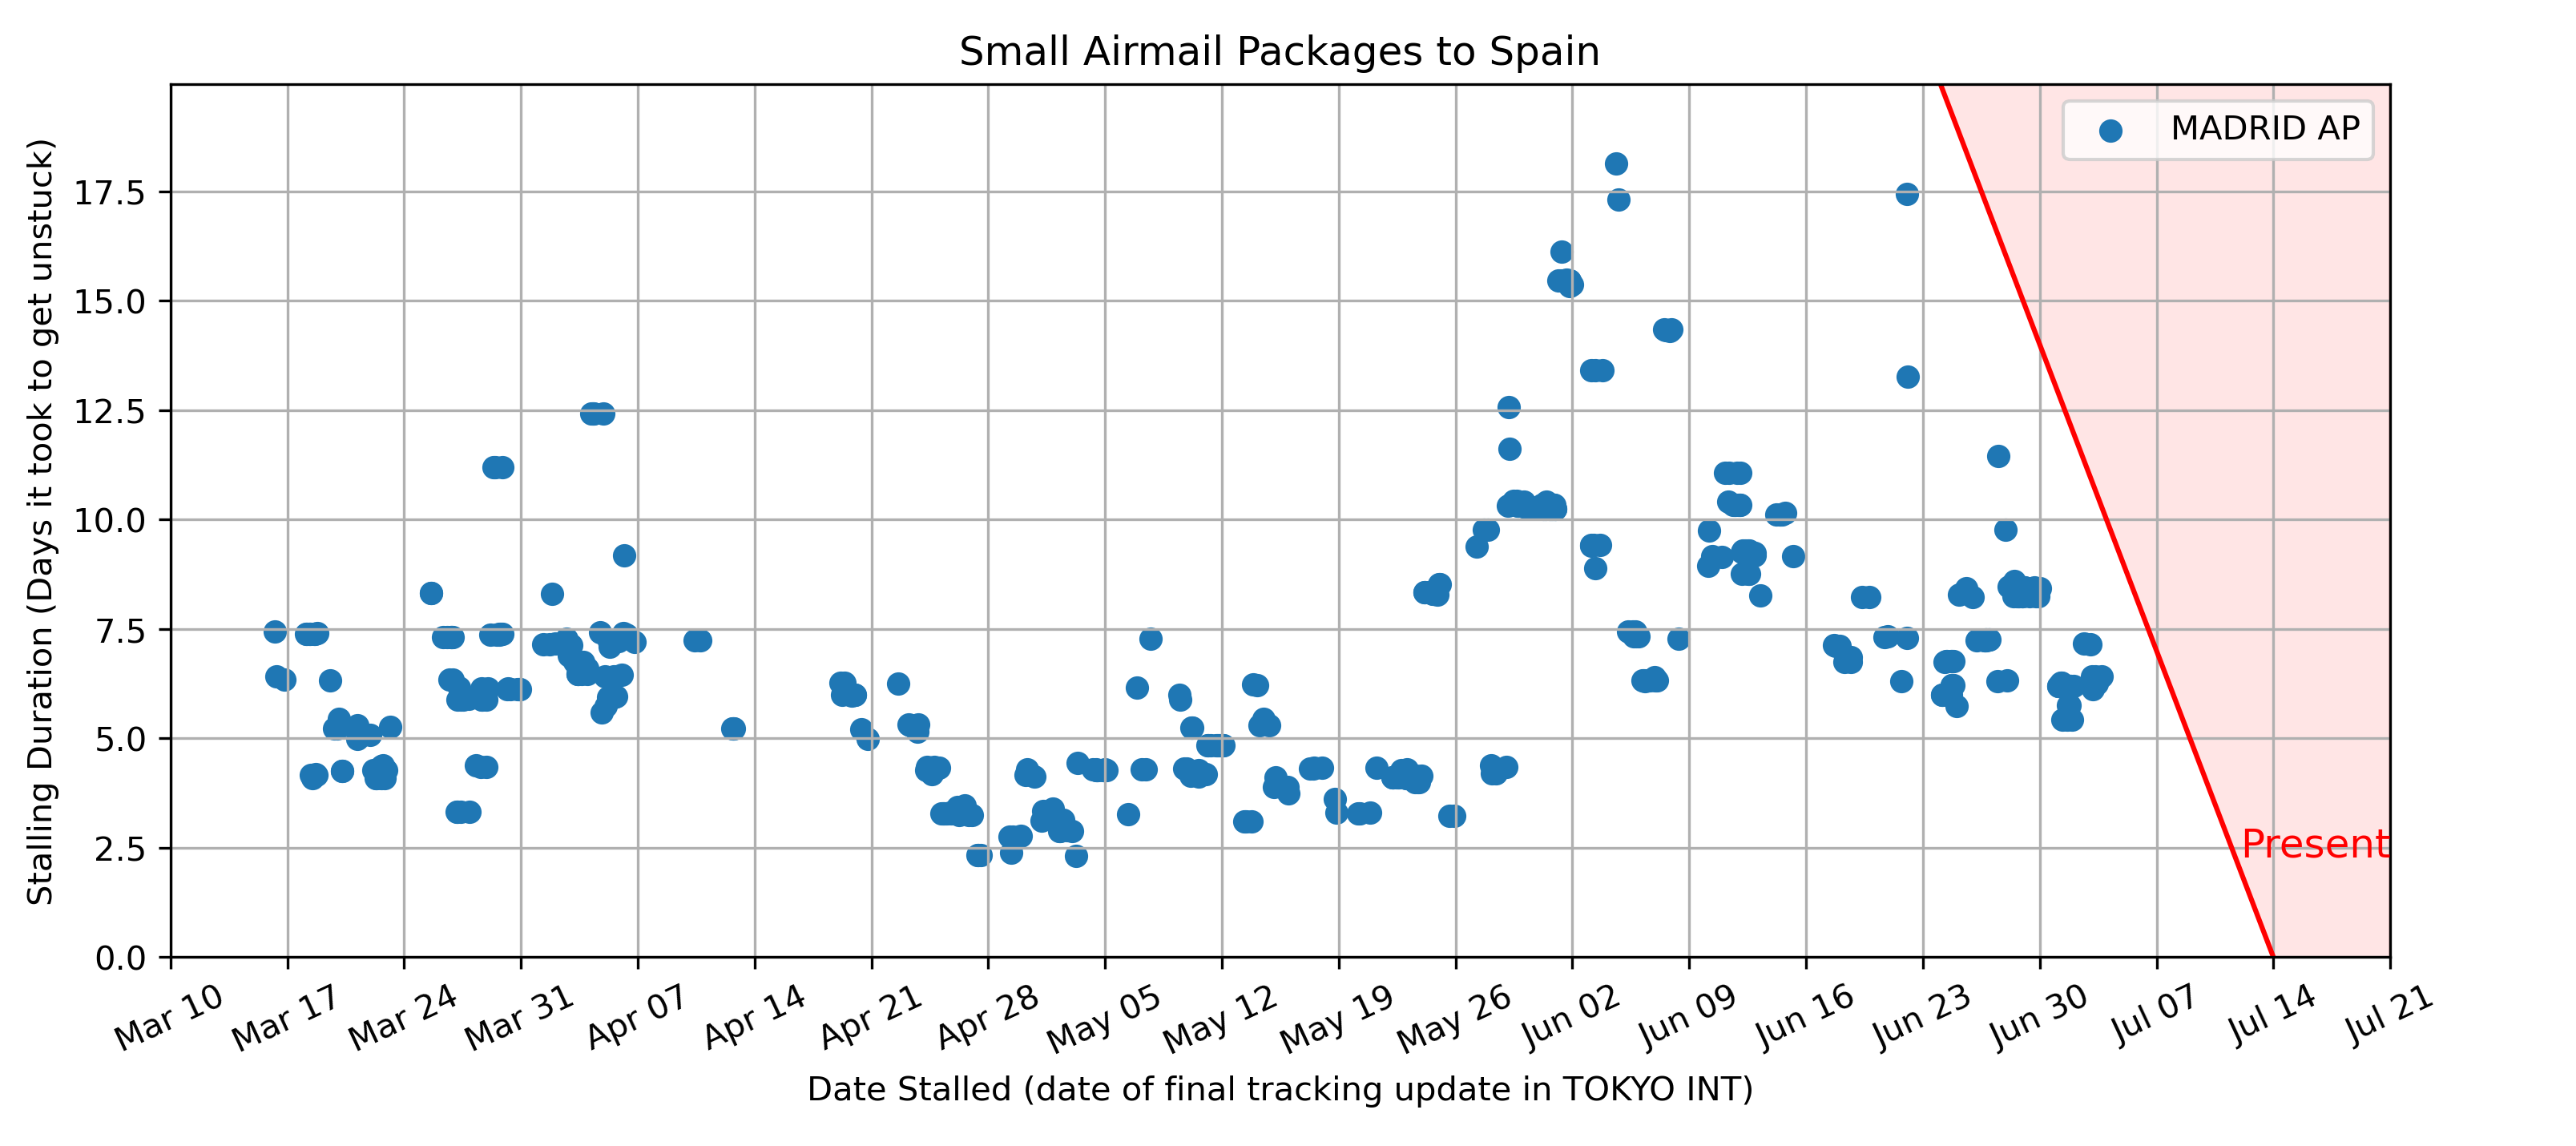 Small Airmail Packages to Spain
MADRID AP
Stalling Duration (Days it took to get unstuck)
17.5
15.0
12.5
10.0
7.5
5.0
2.5
0.0
Present
Mar 10
Mar 17
Mar 24
Mar 31
Apr 07
Apr 14
Apr 21
Apr 28
May 05
May 12
May 19
May 26
Jun 02
Jun 09
Jun 16
Jun 23
Jun 30
Jul 07
Jul 14
Jul 21
Date Stalled (date of final tracking update in TOKYO INT)